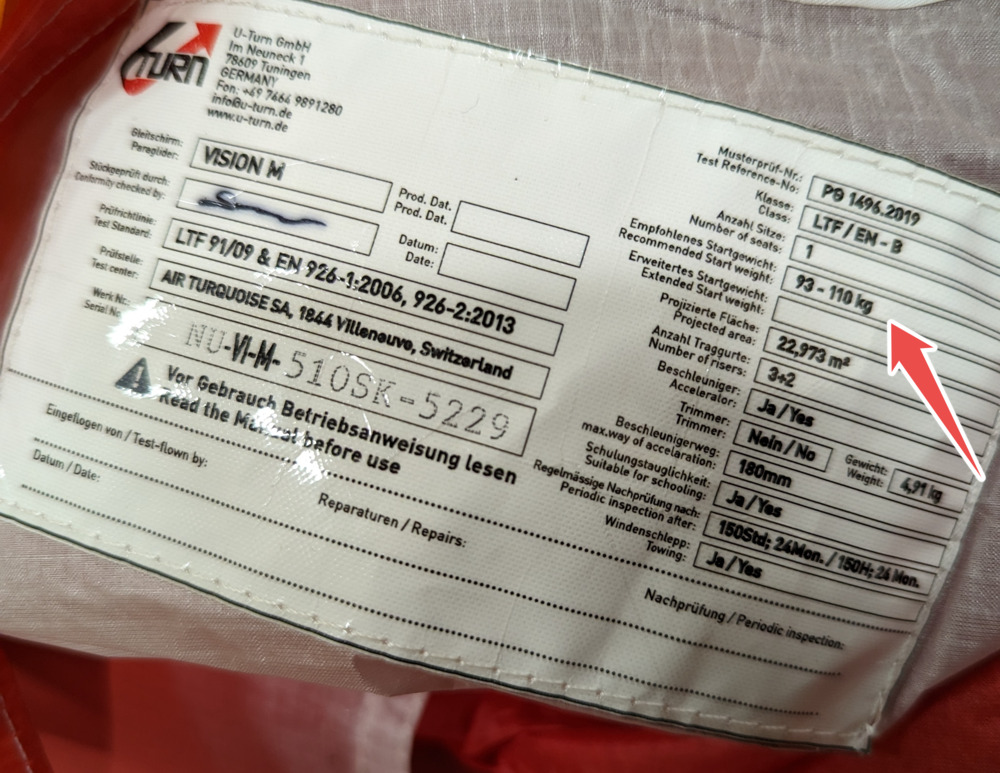 U-TURN
U-Turn GmbH
Im Neuneck 1
78609 Tuningen
GERMANY
Fon: +49 7464 9891280
info@u-turn.de
www.u-turn.de
Gleitschirm:
Paraglider:
VISION M
Stückgeprüft durch:
Conformity checked by:
Prod. Dat.
Prod. Dat.
Prüfrichtlinie:
Test Standard:
LTF 91/09 & EN 926-1:2006, 926-2:2013
Datum:
Date:
Prüfstelle:
Test center:
AIR TURQUOISE SA, 1844 Villeneuve, Switzerland
Werk Nr.
Serial No.
NU-VI-M-510SK-5229
Vor Gebrauch Betriebsanweisung lesen
Read the Manual before use
Eingeflogen von / Test-flown by:
Datum / Date:
Reparaturen / Repairs:
Musterprüf-Nr.:
Test Reference-No:
PG 1496.2019
Klasse:
Class:
LTF / EN - B
Anzahl Sitze:
Number of seats:
1
Empfohlenes Startgewicht:
Recommended Start weight:
93 - 110 kg
Erweitertes Startgewicht:
Extended Start weight:
Projizierte Fläche:
Projected area:
22,973 m²
Anzahl Traggurte:
Number of risers:
3+2
Beschleuniger:
Accelerator:
Ja / Yes
Trimmer:
Trimmer:
Nein / No
Gewicht:
Weight:
4,91 kg
Beschleunigerweg:
max.way of accelaration:
180mm
Schulungstauglichkeit:
Suitable for schooling:
Ja / Yes
Regelmässige Nachprüfung nach:
Periodic inspection after:
150Std; 24Mon. / 150H; 24 Mon.
Windenschlepp:
Towing:
Ja / Yes
Nachprüfung / Periodic inspection: